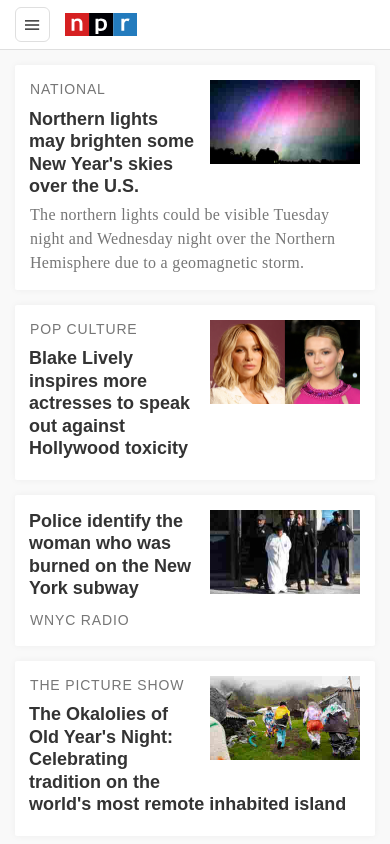 npr
NATIONAL
Northern lights
may brighten some
New Year's skies
over the U.S.
The northern lights could be visible Tuesday
night and Wednesday night over the Northern
Hemisphere due to a geomagnetic storm.
POP CULTURE
Blake Lively
inspires more
actresses to speak
out against
Hollywood toxicity
Police identify the
woman who was
burned on the New
York subway
WNYC RADIO
THE PICTURE SHOW
The Okalolies of
Old Year's Night:
Celebrating
tradition on the
world's most remote inhabited island